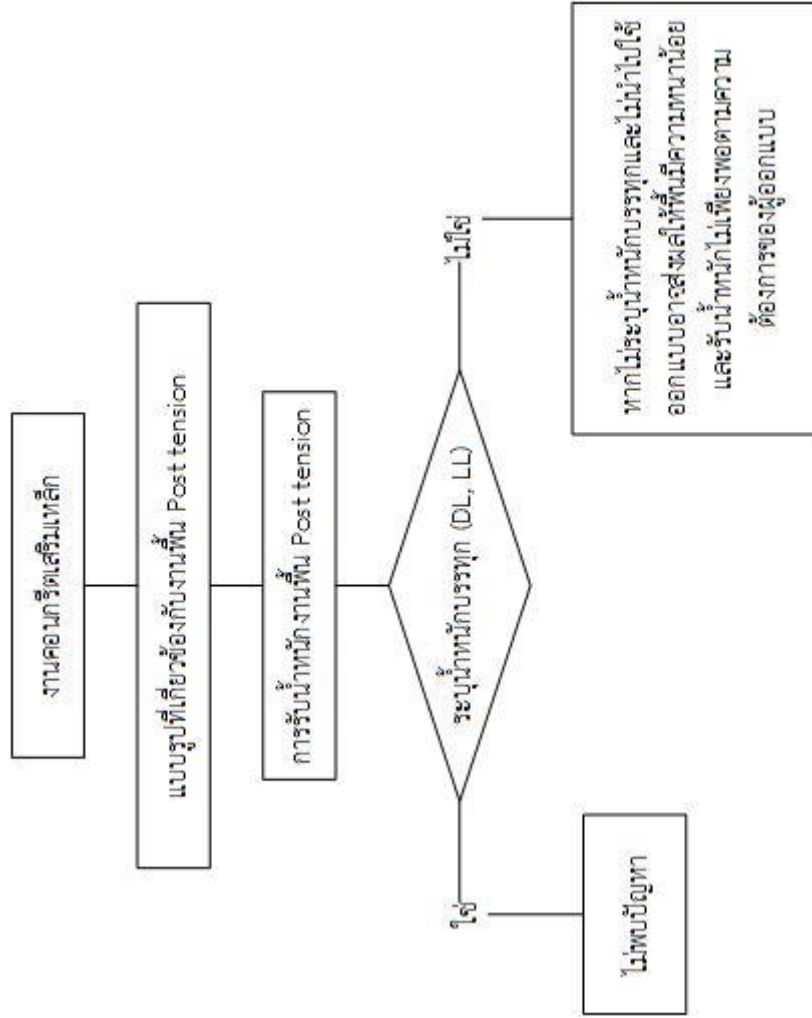 งานคอนกรีตเสริมเหล็ก
แบบรูปที่เกี่ยวข้องกับงานพื้น Post tension
การรับน้ำหนักงานพื้น Post tension
ระบุน้ำหนักบรรทุก (DL, LL)
ใช่
ไม่ใช่
ไม่พบปัญหา
หากไม่ระบุน้ำหนักบรรทุกและไม่นำไปใช้
ออกแบบอาจส่งผลให้พื้นมีความหนาน้อย
และรับน้ำหนักไม่เพียงพอตามความ
ต้องการของผู้ออกแบบ